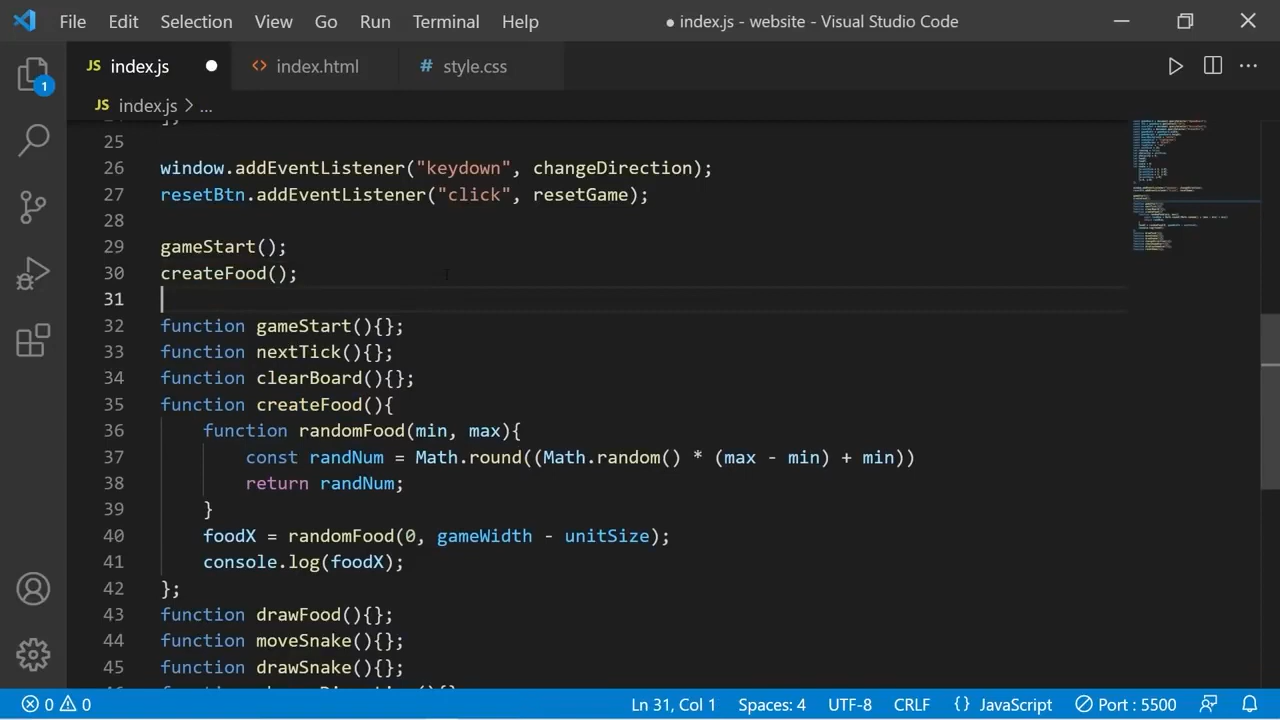 File Edit Selection View Go Run Terminal Help ● index.js - website - Visual Studio Code
JS index.js ● <> index.html # style.css
JS index.js > ...
1
25
26 window.addEventListener("keydown", changeDirection);
27 resetBtn.addEventListener("click", resetGame);
28
29 gameStart();
30 createFood();
31
32 function gameStart(){};
33 function nextTick(){};
34 function clearBoard(){};
35 function createFood(){
36 function randomFood(min, max){
37 const randNum = Math.round((Math.random() * (max - min) + min))
38 return randNum;
39 }
40 foodX = randomFood(0, gameWidth - unitSize);
41 console.log(foodX);
42 };
43 function drawFood(){};
44 function moveSnake(){};
45 function drawSnake(){};
0 0 Ln 31, Col 1 Spaces: 4 UTF-8 CRLF {} JavaScript Port : 5500